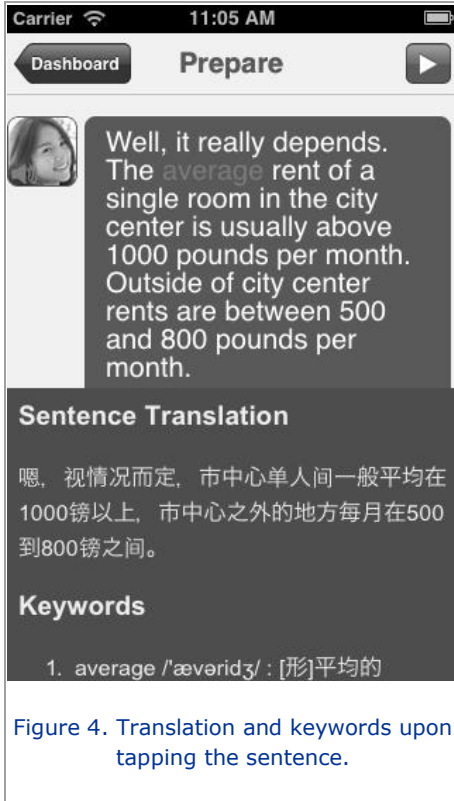 Carrier 11:05 AM
Dashboard Prepare
Well, it really depends.
The average rent of a
single room in the city
center is usually above
1000 pounds per month.
Outside of city center
rents are between 500
and 800 pounds per
month.
Sentence Translation
嗯, 视情况而定, 市中心单人间一般平均在
1000镑以上, 市中心之外的地方每月在500
到800镑之间。
Keywords
1. average /'ævəridʒ/ : [形]平均的
Figure 4. Translation and keywords upon
tapping the sentence.